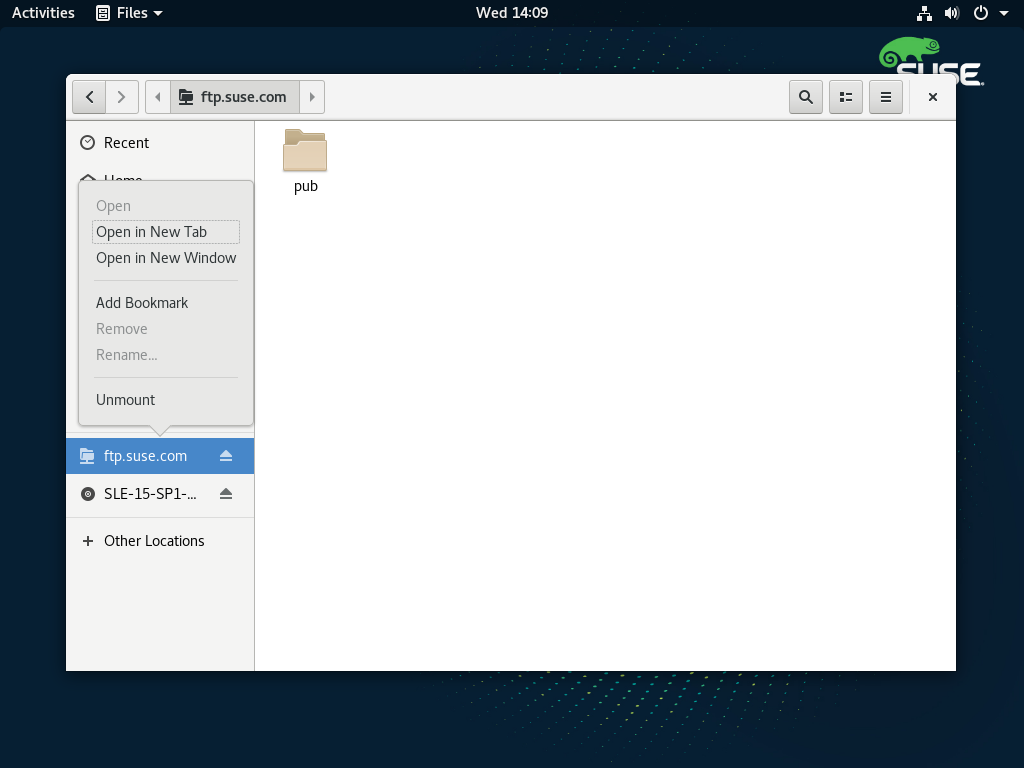 Activities
Files
Wed 14:09
SUSE
ftp.suse.com
Recent
Home
pub
Open
Open in New Tab
Open in New Window
Add Bookmark
Remove
Rename...
Unmount
ftp.suse.com
SLE-15-SP1-...
Other Locations